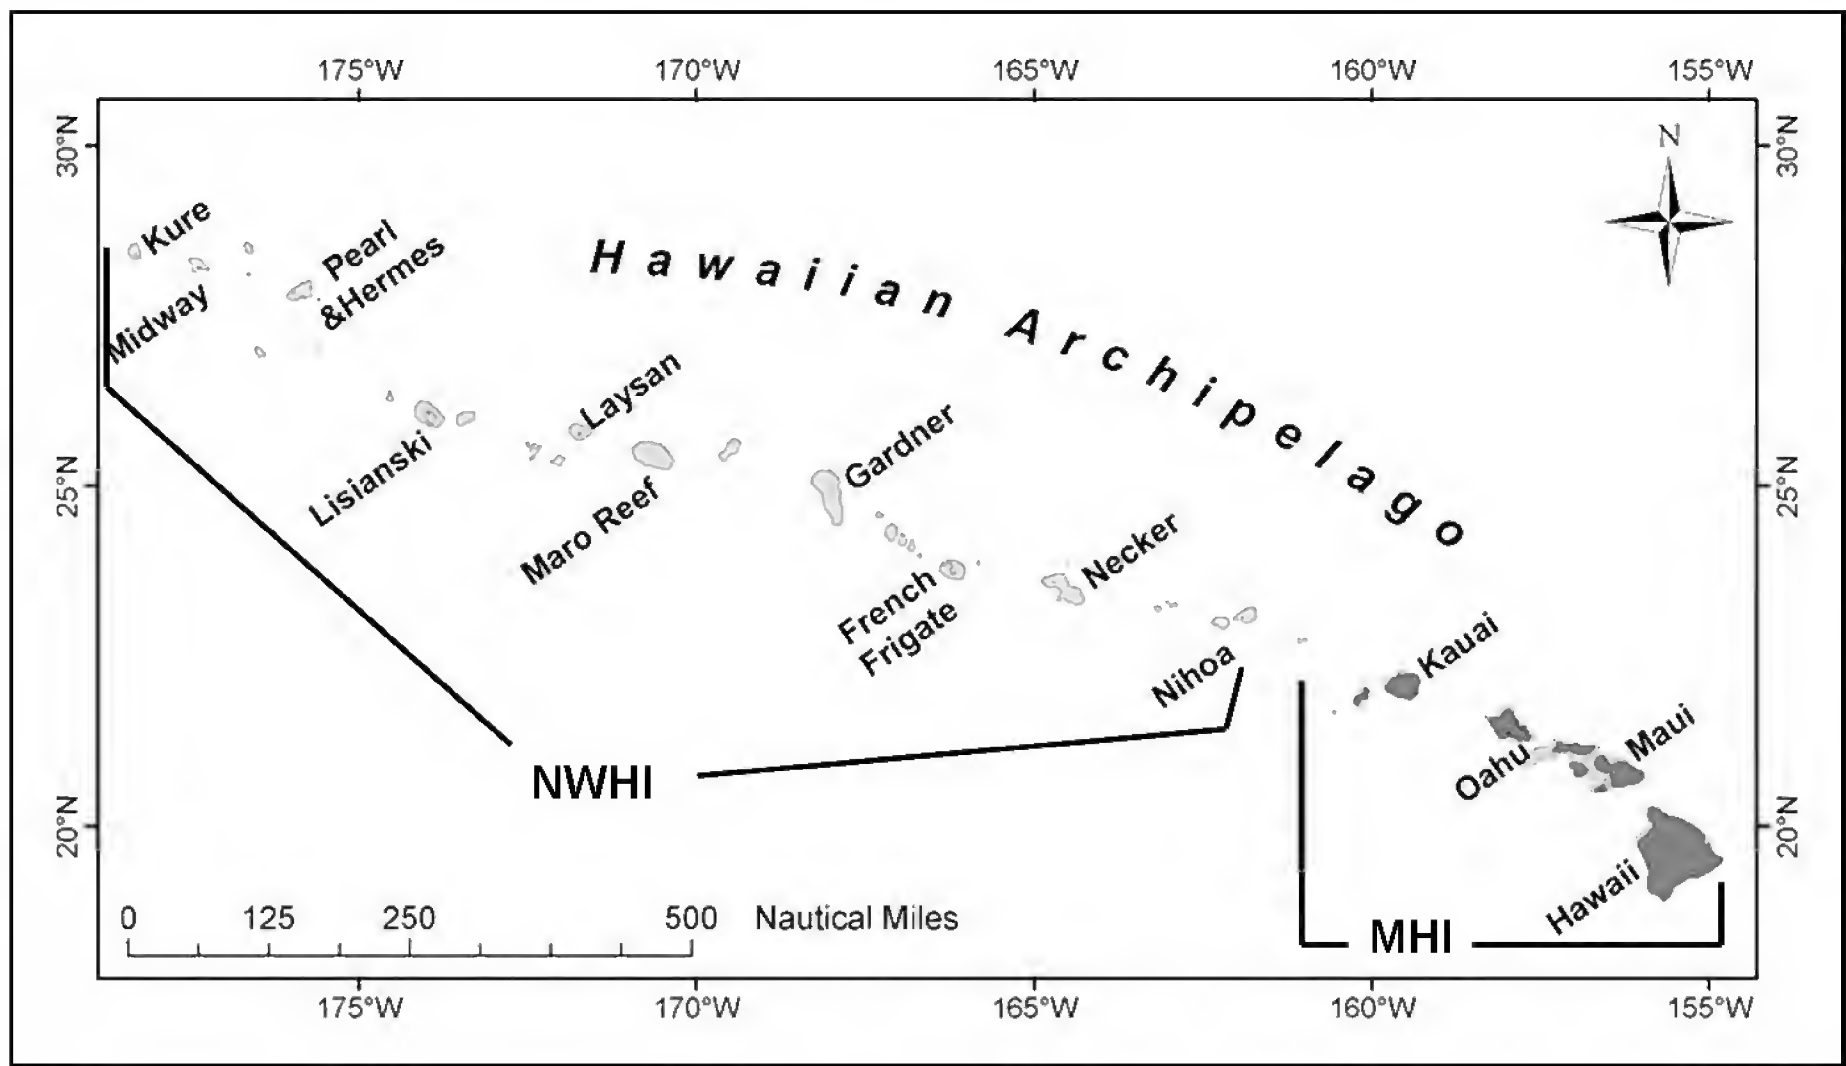 175°W 170°W 165°W 160°W 155°W
30°N
30°N
N
Kure
Pearl
&Hermes
Midway
Hawaiian Archipelago
Laysan
Lisianski
Maro Reef
Gardner
25°N
25°N
Necker
French
Frigate
Nihoa
Kauai
Maui
Oahu
NWHI
20°N
20°N
Hawaii
0 125 250 500 Nautical Miles
MHI
175°W 170°W 165°W 160°W 155°W